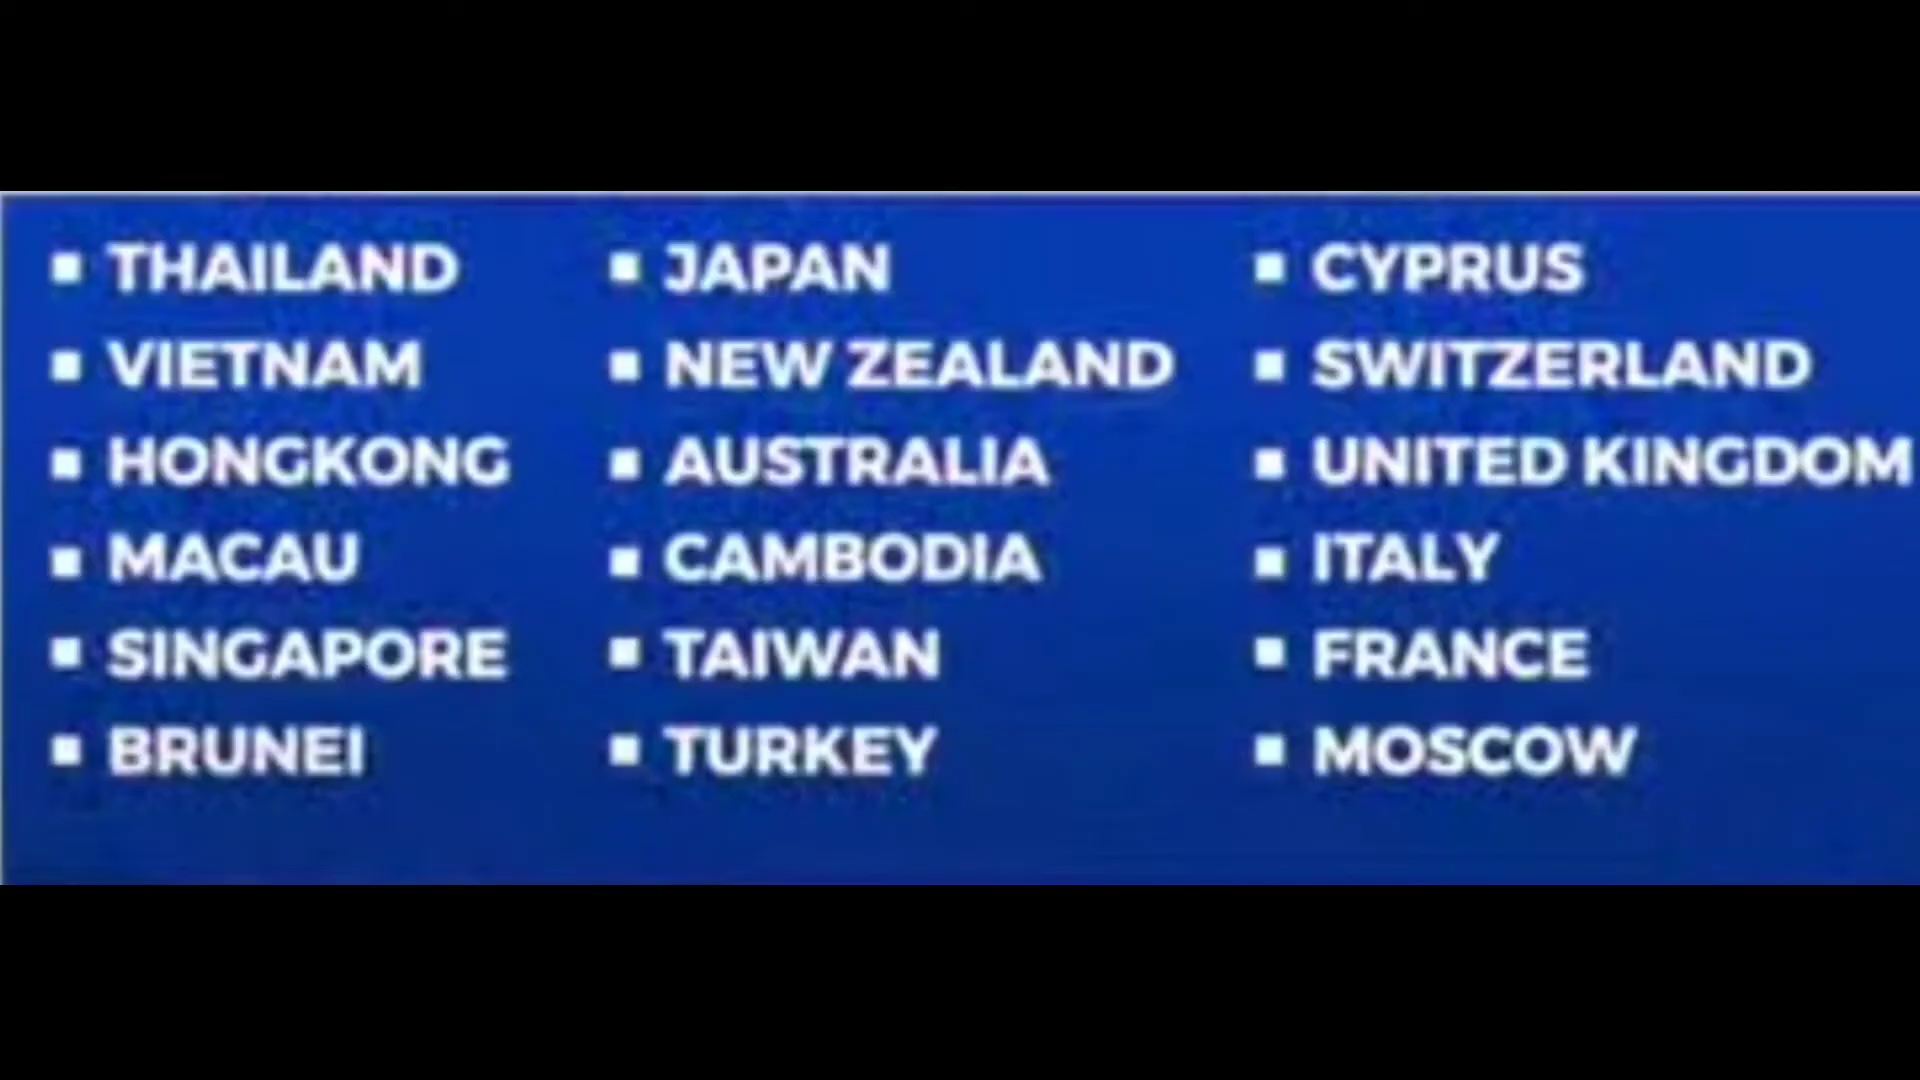 THAILAND
VIETNAM
HONGKONG
MACAU
SINGAPORE
BRUNEI
JAPAN
NEW ZEALAND
AUSTRALIA
CAMBODIA
TAIWAN
TURKEY
CYPRUS
SWITZERLAND
UNITED KINGDOM
ITALY
FRANCE
MOSCOW